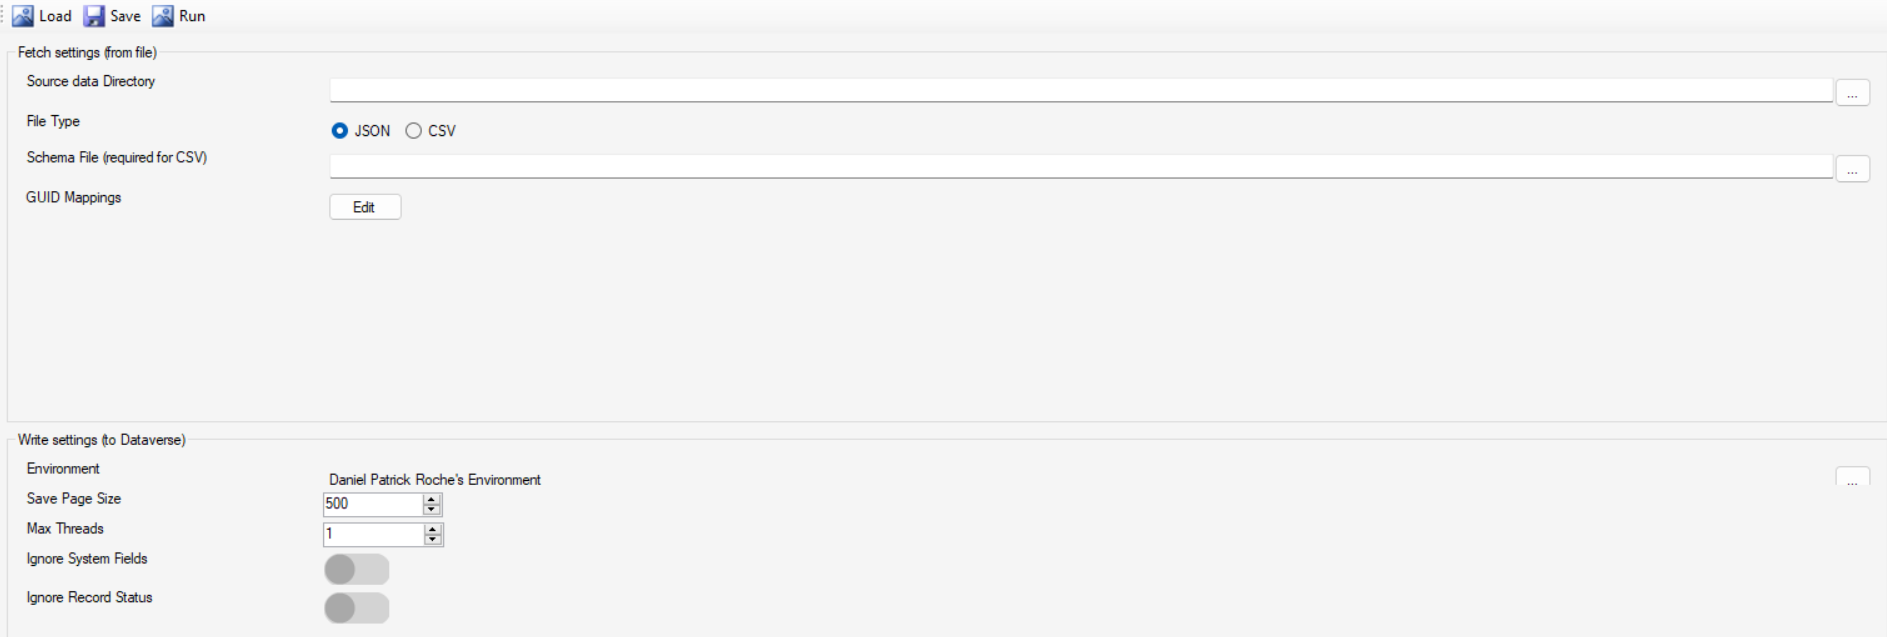 Load Save Run
Fetch settings (from file)
Source data Directory
...
File Type
JSON CSV
Schema File (required for CSV)
...
GUID Mappings
Edit
Write settings (to Dataverse)
Environment
Daniel Patrick Roche's Environment
...
Save Page Size
500
Max Threads
1
Ignore System Fields
Ignore Record Status